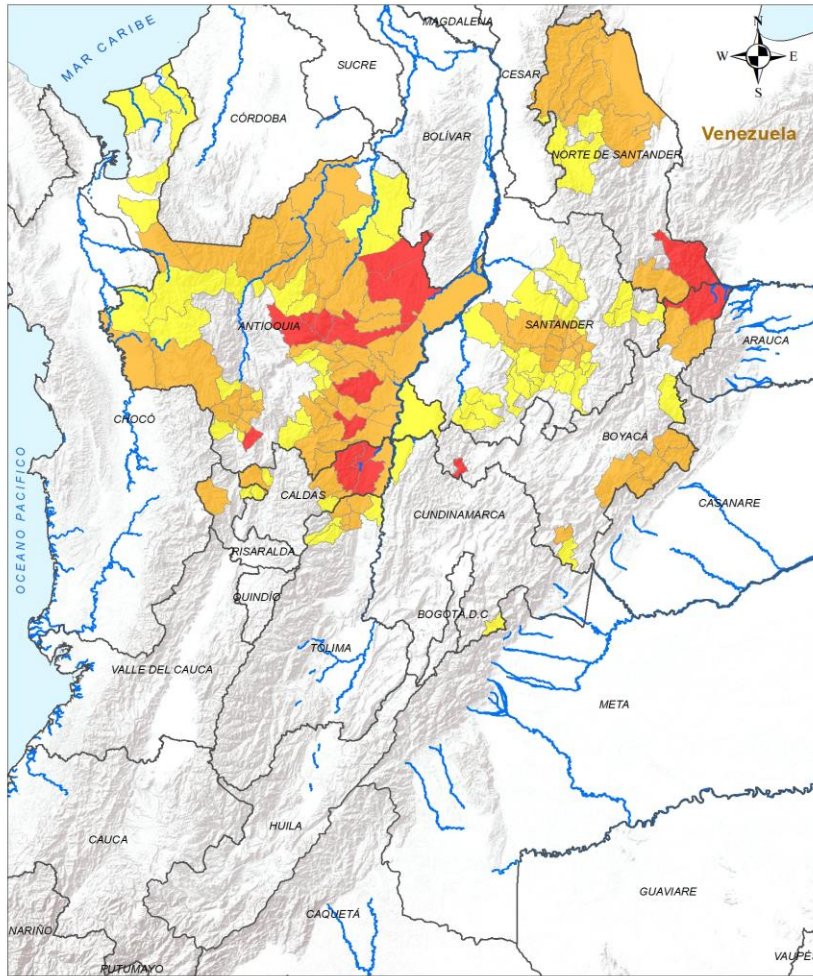 MAGDALENA
N
W E
S
MAR CARIBE
SUCRE
CESAR
CÓRDOBA
BOLÍVAR
Venezuela
NORTE DE SANTANDER
ANTIOQUIA
SANTANDER
ARAUCA
CHOCÓ
BOYACÁ
OCEANO PACIFICO
CALDAS
CASANARE
CUNDINAMARCA
RISARALDA
QUINDÍO
BOGOTÁ D.C
TOLIMA
VALLE DEL CAUCA
META
HUILA
CAUCA
GUAVIARE
CAQUETÁ
NARIÑO
PUTUMAYO
VAUPÉS